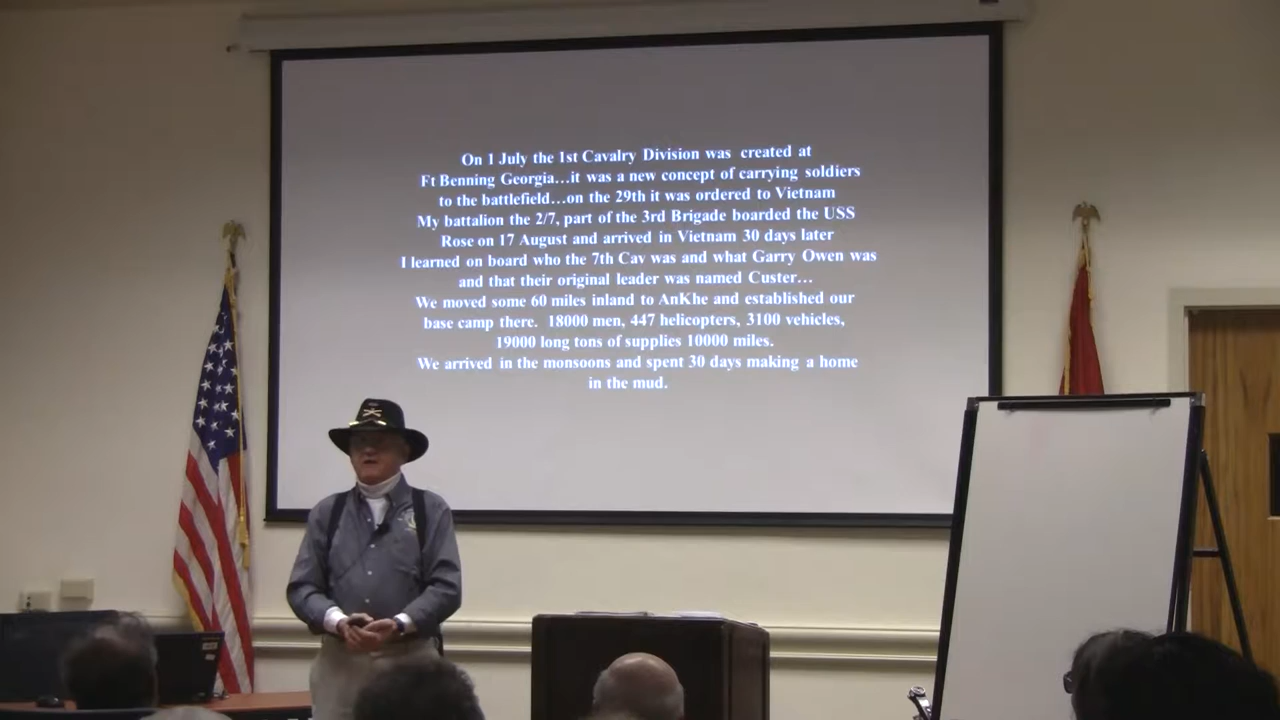 On 1 July the 1st Cavalry Division was created at
Ft Benning Georgia…it was a new concept of carrying soldiers
to the battlefield…on the 29th it was ordered to Vietnam
My battalion the 2/7, part of the 3rd Brigade boarded the USS
Rose on 17 August and arrived in Vietnam 30 days later
I learned on board who the 7th Cav was and what Garry Owen was
and that their original leader was named Custer…
We moved some 60 miles inland to AnKhe and established our
base camp there. 18000 men, 447 helicopters, 3100 vehicles,
19000 long tons of supplies 10000 miles.
We arrived in the monsoons and spent 30 days making a home
in the mud.